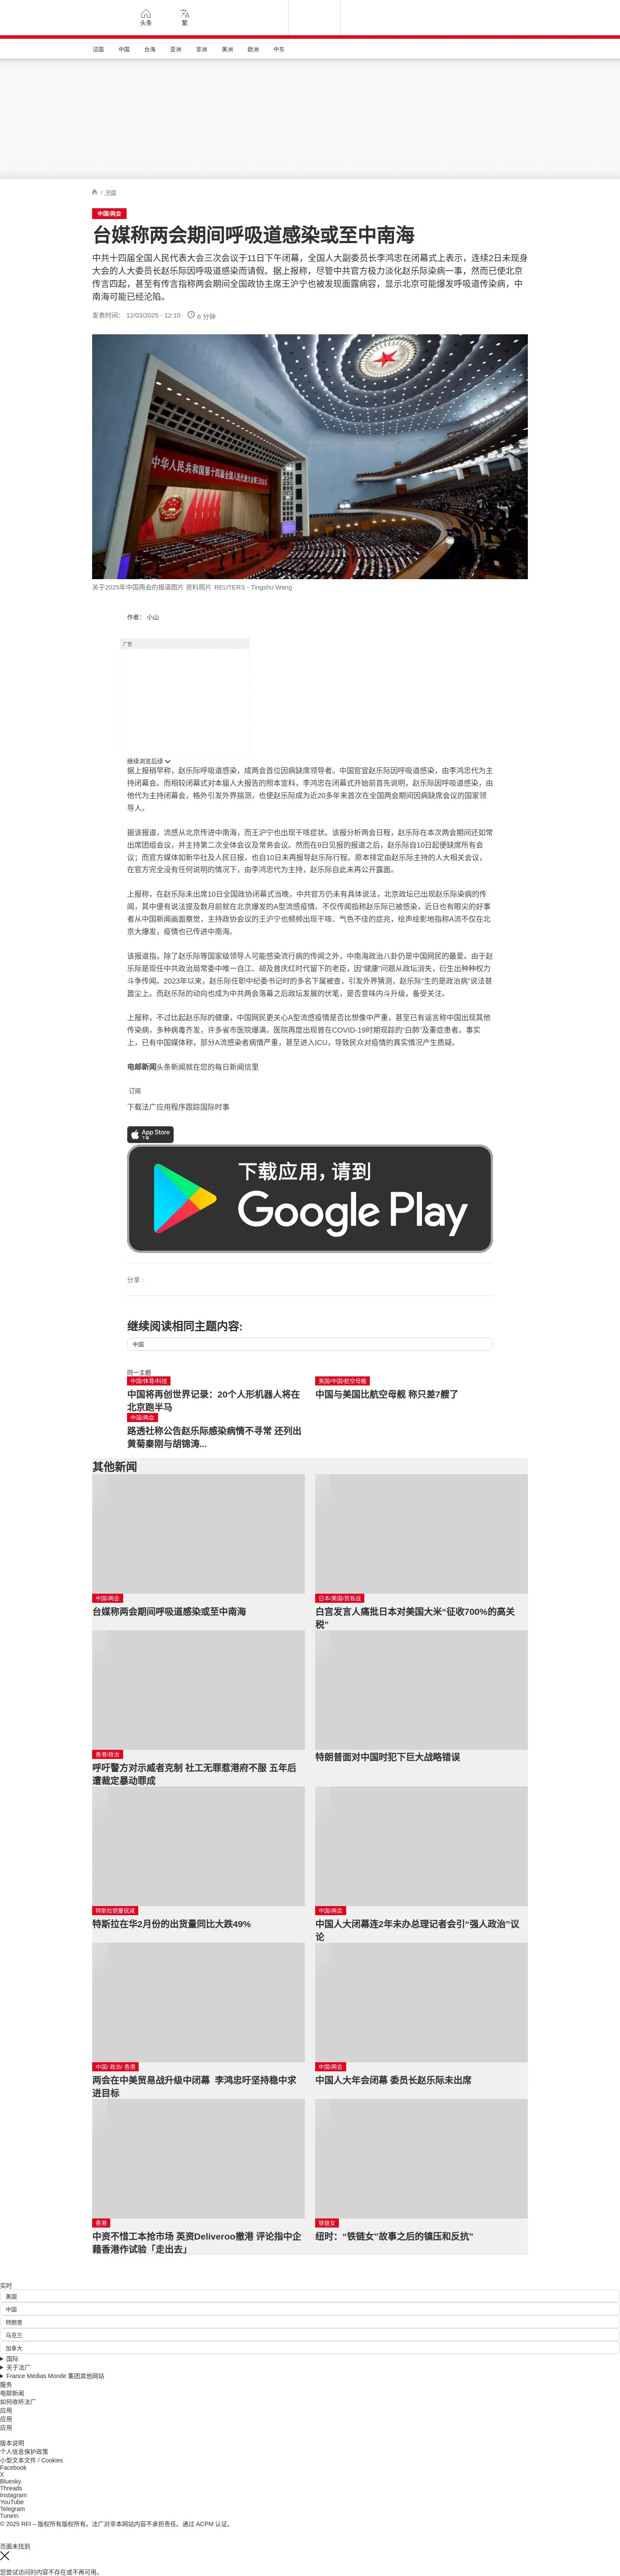 头条
繁
法国
中国
台海
亚洲
非洲
美洲
欧洲
中东
/ 中国
中国/两会
台媒称两会期间呼吸道感染或至中南海
中共十四届全国人民代表大会三次会议于11日下午闭幕，全国人大副委员长李鸿忠在闭幕式上表示，连续2日未现身
大会的人大委员长赵乐际因呼吸道感染而请假。据上报称，尽管中共官方极力淡化赵乐际染病一事，然而已使北京
传言四起，甚至有传言指称两会期间全国政协主席王沪宁也被发现面露病容，显示北京可能爆发呼吸道传染病，中
南海可能已经沦陷。
发表时间： 12/03/2025 - 12:10
6 分钟
中华人民共和国第十四届全国人民代表大会第三次会议
关于2025年中国两会的报道图片 资料照片 REUTERS - Tingshu Wang
作者： 小山
广告
继续浏览后续
据上报稍早称，赵乐际呼吸道感染，成两会首位因病缺席领导者。中国官宣赵乐际因呼吸道感染，由李鸿忠代为主
持闭幕会。而相较闭幕式对本届人大报告的照本宣科，李鸿忠在闭幕式开始前首先说明，赵乐际因呼吸道感染，由
他代为主持闭幕会，格外引发外界揣测，也使赵乐际成为近20多年来首次在全国两会期间因病缺席会议的国家领
导人。
据该报道，流感从北京传进中南海，而王沪宁也出现干咳症状。该报分析两会日程，赵乐际在本次两会期间还如常
出席团组会议，并主持第二次全体会议及常务会议。然而在9日见报的报道之后，赵乐际自10日起便缺席所有会
议；而官方媒体如新华社及人民日报，也自10日未再报导赵乐际行程。原本排定由赵乐际主持的人大相关会议，
在官方完全没有任何说明的情况下，由李鸿忠代为主持，赵乐际自此未再公开露面。
上报称，在赵乐际未出席10日全国政协闭幕式当晚，中共官方仍未有具体说法，北京政坛已出现赵乐际染病的传
闻，其中便有说法提及数月前就在北京爆发的A型流感疫情。不仅传闻指称赵乐际已被感染，近日也有眼尖的好事
者从中国新闻画面察觉，主持政协会议的王沪宁也频频出现干咳、气色不佳的症兆，绘声绘影地指称A流不仅在北
京大爆发，疫情也已传进中南海。
该报道指，除了赵乐际等国家级领导人可能感染流行病的传闻之外，中南海政治八卦仍是中国网民的最爱。由于赵
乐际是现任中共政治局常委中唯一自江、胡及曾庆红时代留下的老臣，因“健康”问题从政坛消失，衍生出种种权力
斗争传闻。2023年以来，赵乐际任职中纪委书记时的多名下属被查，引发外界猜测，赵乐际“生的是政治病”说法甚
嚣尘上。而赵乐际的动向也成为中共两会落幕之后政坛发展的伏笔，是否意味内斗升级，备受关注。
上报称，不过比起赵乐际的健康，中国网民更关心A型流感疫情是否比想像中严重，甚至已有谣言称中国出现其他
传染病，多种病毒齐发，许多省市医院爆满，医院再度出现曾在COVID-19时期现踪的“白肺”及重症患者。事实
上，已有中国媒体称，部分A流感染者病情严重，甚至进入ICU，导致民众对疫情的真实情况产生质疑。
电邮新闻头条新闻就在您的每日新闻信里
订阅
下载法广应用程序跟踪国际时事
App Store
下载
下载应用，请到
Google Play
分享 :
继续阅读相同主题内容:
中国
同一主题
中国/体育/科技
中国将再创世界记录：20个人形机器人将在
北京跑半马
美国/中国/航空母舰
中国与美国比航空母舰 称只差7艘了
中国/两会
路透社称公告赵乐际感染病情不寻常 还列出
黄菊秦刚与胡锦涛...
其他新闻
中国/两会
台媒称两会期间呼吸道感染或至中南海
日本/美国/贸易战
白宫发言人痛批日本对美国大米“征收700%的高关
税”
香港/政治
呼吁警方对示威者克制 社工无罪惹港府不服 五年后
遭裁定暴动罪成
特朗普面对中国时犯下巨大战略错误
特斯拉销量锐减
特斯拉在华2月份的出货量同比大跌49%
中国/两会
中国人大闭幕连2年未办总理记者会引“强人政治”议
论
中国/ 政治/ 香港
两会在中美贸易战升级中闭幕 李鸿忠吁坚持稳中求
进目标
中国/两会
中国人大年会闭幕 委员长赵乐际未出席
香港
中资不惜工本抢市场 英资Deliveroo撤港 评论指中企
藉香港作试验「走出去」
铁链女
纽时：“铁链女”故事之后的镇压和反抗”
实时
美国
中国
特朗普
乌克兰
加拿大
国际
关于法广
France Médias Monde 集团其他网站
服务
电邮新闻
如何收听法广
应用
应用
应用
版本说明
个人信息保护政策
小型文本文件 / Cookies
Facebook
X
Bluesky
Threads
Instagram
YouTube
Telegram
TuneIn
© 2025 RFI – 版权所有版权所有。法广对非本网站内容不承担责任。通过 ACPM 认证。
页面未找到
您尝试访问的内容不存在或不再可用。